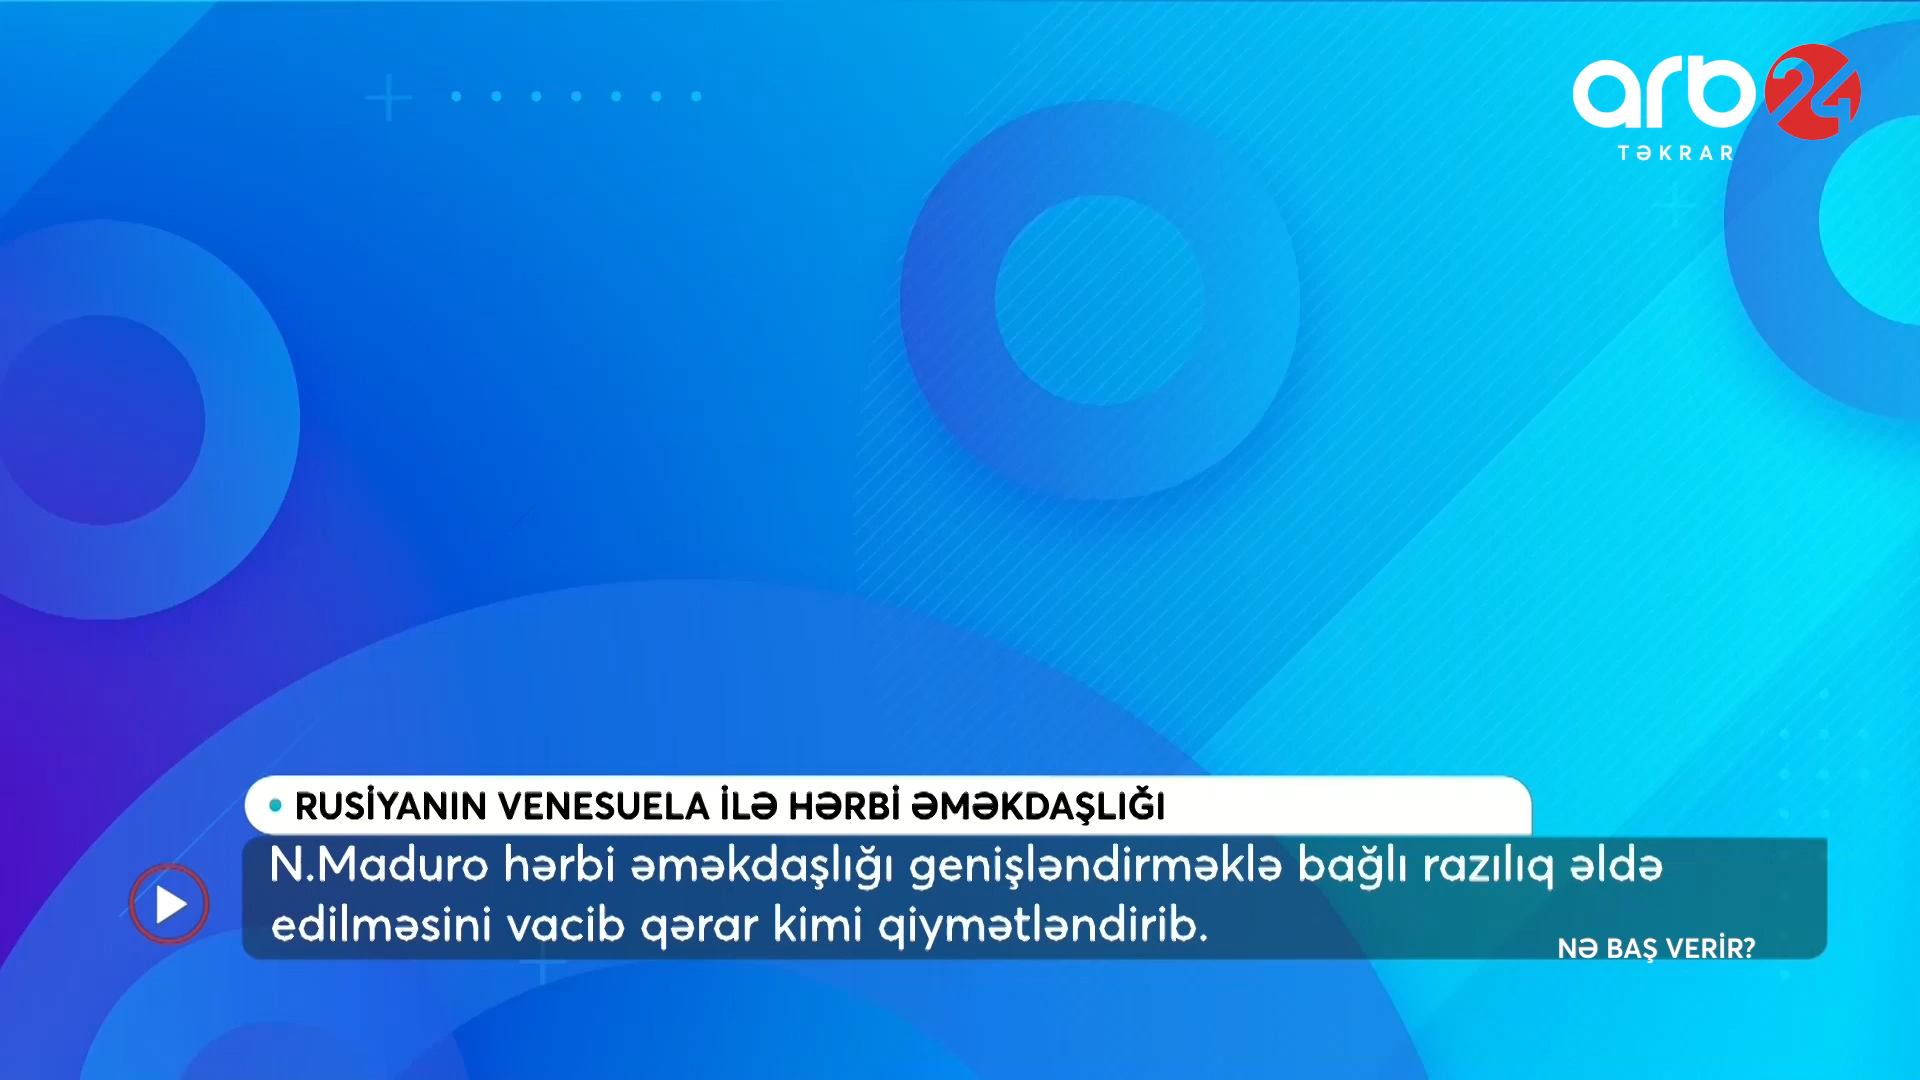 arb24
TƏKRAR
RUSİYANIN VENESUELA İLƏ HƏRBİ ƏMƏKDAŞLIĞI
N.Maduro hərbi əməkdaşlığı genişləndirməklə bağlı razılıq əldə
edilməsini vacib qərar kimi qiymətləndirib.
NƏ BAŞ VERİR?